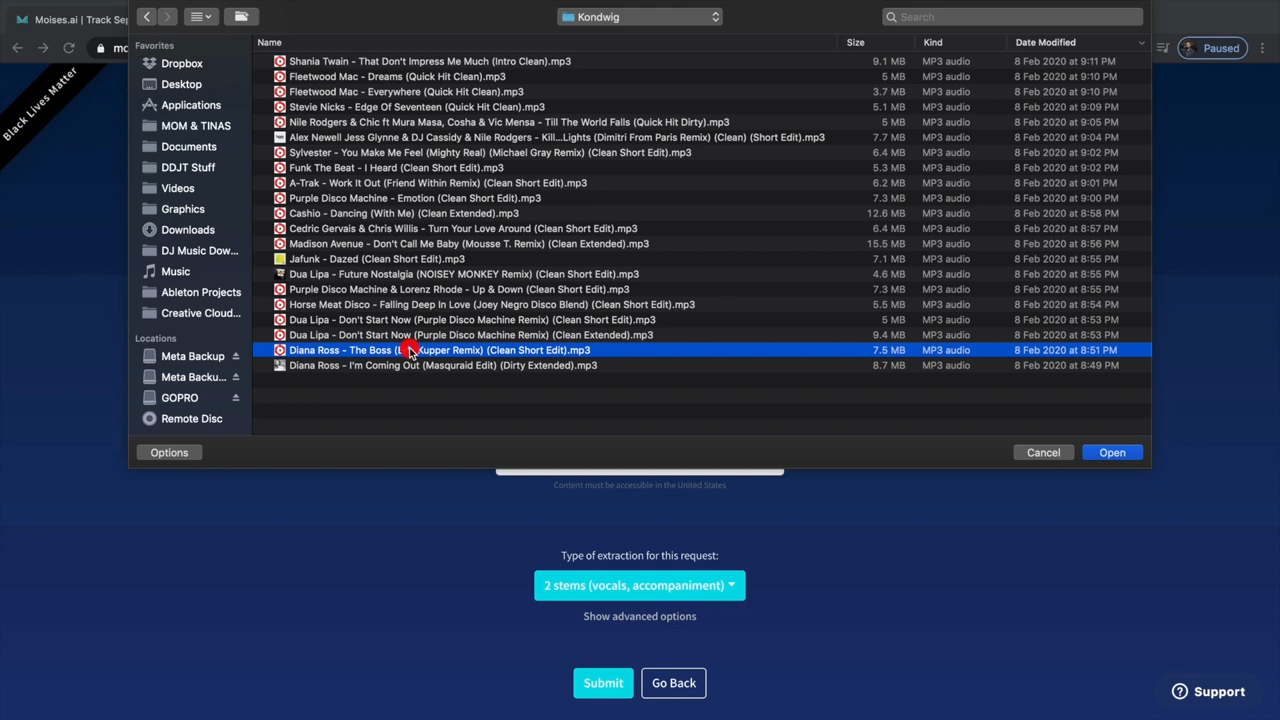 Moises.ai | Track Sep
Kondwig
Search
mo
Paused
Black Lives Matter
Favorites
Dropbox
Desktop
Applications
MOM & TINAS
Documents
DDJT Stuff
Videos
Graphics
Downloads
DJ Music Dow...
Music
Ableton Projects
Creative Cloud...
Locations
Meta Backup
Meta Backu...
GOPRO
Remote Disc
Name Size Kind Date Modified
Shania Twain - That Don't Impress Me Much (Intro Clean).mp3 9.1 MB MP3 audio 8 Feb 2020 at 9:11 PM
Fleetwood Mac - Dreams (Quick Hit Clean).mp3 5 MB MP3 audio 8 Feb 2020 at 9:10 PM
Fleetwood Mac - Everywhere (Quick Hit Clean).mp3 3.7 MB MP3 audio 8 Feb 2020 at 9:10 PM
Stevie Nicks - Edge Of Seventeen (Quick Hit Clean).mp3 5.1 MB MP3 audio 8 Feb 2020 at 9:09 PM
Nile Rodgers & Chic ft Mura Masa, Cosha & Vic Mensa - Till The World Falls (Quick Hit Dirty).mp3 5 MB MP3 audio 8 Feb 2020 at 9:05 PM
Alex Newell Jess Glynne & DJ Cassidy & Nile Rodgers - Kill...Lights (Dimitri From Paris Remix) (Clean) (Short Edit).mp3 7.7 MB MP3 audio 8 Feb 2020 at 9:04 PM
Sylvester - You Make Me Feel (Mighty Real) (Michael Gray Remix) (Clean Short Edit).mp3 6.4 MB MP3 audio 8 Feb 2020 at 9:02 PM
Funk The Beat - I Heard (Clean Short Edit).mp3 5.3 MB MP3 audio 8 Feb 2020 at 9:02 PM
A-Trak - Work It Out (Friend Within Remix) (Clean Short Edit).mp3 6.2 MB MP3 audio 8 Feb 2020 at 9:01 PM
Purple Disco Machine - Emotion (Clean Short Edit).mp3 7.3 MB MP3 audio 8 Feb 2020 at 9:00 PM
Cashio - Dancing (With Me) (Clean Extended).mp3 12.6 MB MP3 audio 8 Feb 2020 at 8:58 PM
Cedric Gervais & Chris Willis - Turn Your Love Around (Clean Short Edit).mp3 6.4 MB MP3 audio 8 Feb 2020 at 8:57 PM
Madison Avenue - Don't Call Me Baby (Mousse T. Remix) (Clean Extended).mp3 15.5 MB MP3 audio 8 Feb 2020 at 8:56 PM
Jafunk - Dazed (Clean Short Edit).mp3 7.1 MB MP3 audio 8 Feb 2020 at 8:55 PM
Dua Lipa - Future Nostalgia (NOISEY MONKEY Remix) (Clean Short Edit).mp3 4.6 MB MP3 audio 8 Feb 2020 at 8:55 PM
Purple Disco Machine & Lorenz Rhode - Up & Down (Clean Short Edit).mp3 7.3 MB MP3 audio 8 Feb 2020 at 8:55 PM
Horse Meat Disco - Falling Deep In Love (Joey Negro Disco Blend) (Clean Short Edit).mp3 5.5 MB MP3 audio 8 Feb 2020 at 8:54 PM
Dua Lipa - Don't Start Now (Purple Disco Machine Remix) (Clean Short Edit).mp3 5 MB MP3 audio 8 Feb 2020 at 8:53 PM
Dua Lipa - Don't Start Now (Purple Disco Machine Remix) (Clean Extended).mp3 9.4 MB MP3 audio 8 Feb 2020 at 8:53 PM
Diana Ross - The Boss ( Kupper Remix) (Clean Short Edit).mp3 7.5 MB MP3 audio 8 Feb 2020 at 8:51 PM
Diana Ross - I'm Coming Out (Masquraid Edit) (Dirty Extended).mp3 8.7 MB MP3 audio 8 Feb 2020 at 8:49 PM
Options Cancel Open
Content must be accessible in the United States
Type of extraction for this request:
2 stems (vocals, accompaniment)
Show advanced options
Submit Go Back
Support